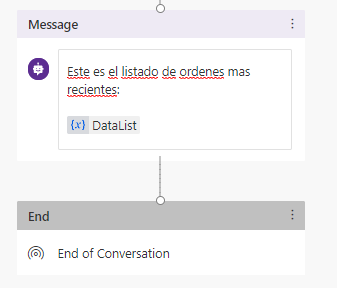 Message
Este es el listado de ordenes mas
recientes:
{x} DataList
End
End of Conversation